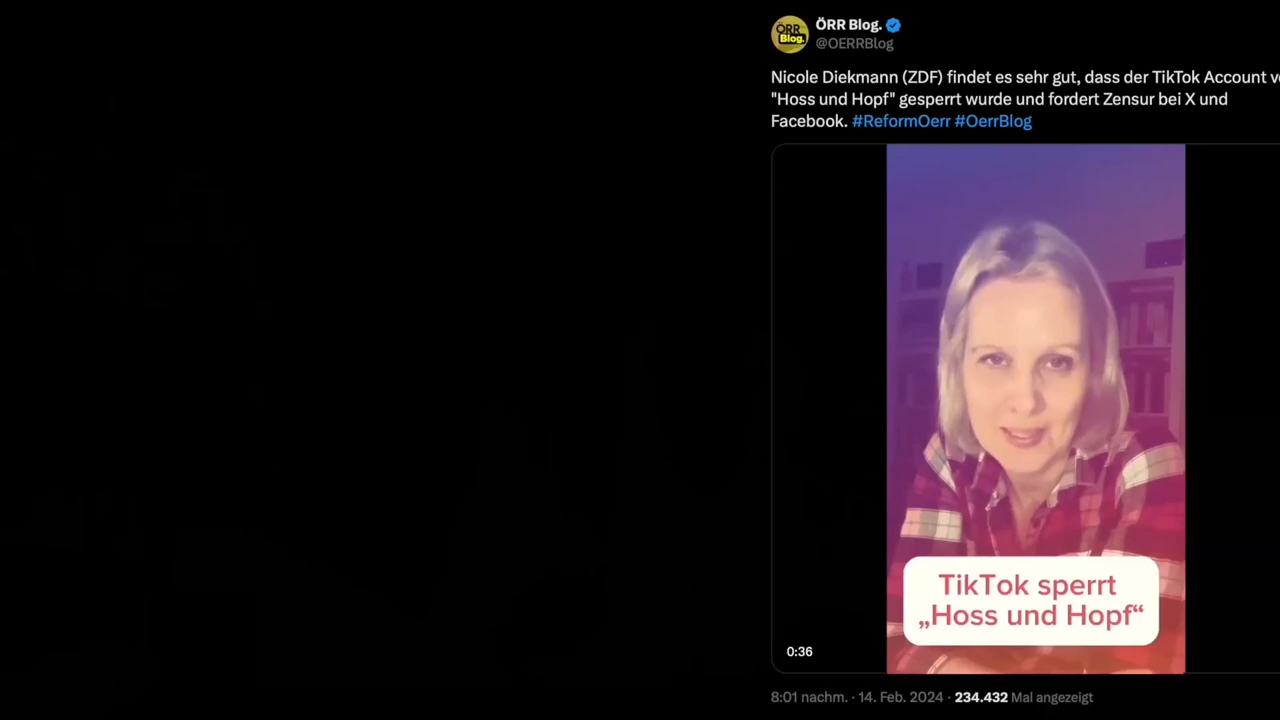 ÖRR Blog.
@OERRBlog
ÖRR
Blog.
Nicole Diekmann (ZDF) findet es sehr gut, dass der TikTok Account
"Hoss und Hopf" gesperrt wurde und fordert Zensur bei X und
Facebook. #ReformOerr #OerrBlog
TikTok sperrt
„Hoss und Hopf“
0:36
8:01 nachm. · 14. Feb. 2024 · 234.432 Mal angezeigt